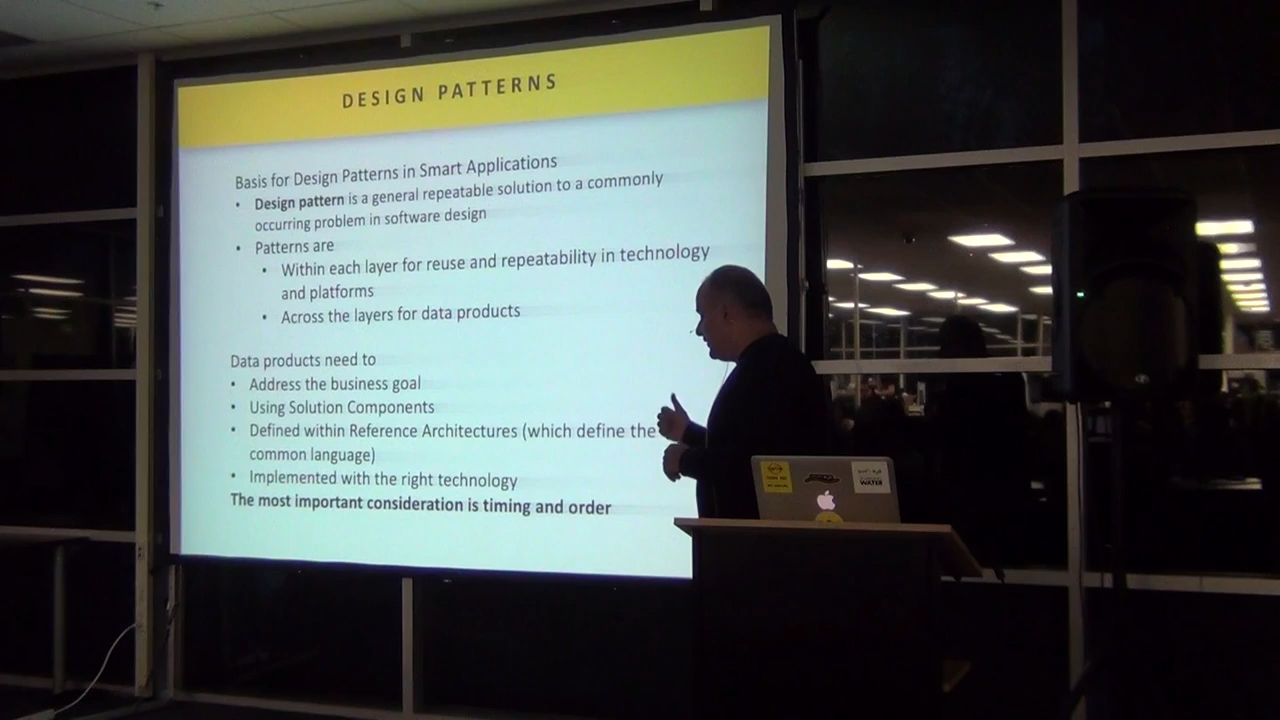 DESIGN PATTERNS
Basis for Design Patterns in Smart Applications
• Design pattern is a general repeatable solution to a commonly
occurring problem in software design
• Patterns are
• Within each layer for reuse and repeatability in technology
and platforms
• Across the layers for data products
Data products need to
• Address the business goal
• Using Solution Components
• Defined within Reference Architectures (which define the
common language)
• Implemented with the right technology
The most important consideration is timing and order
WATER